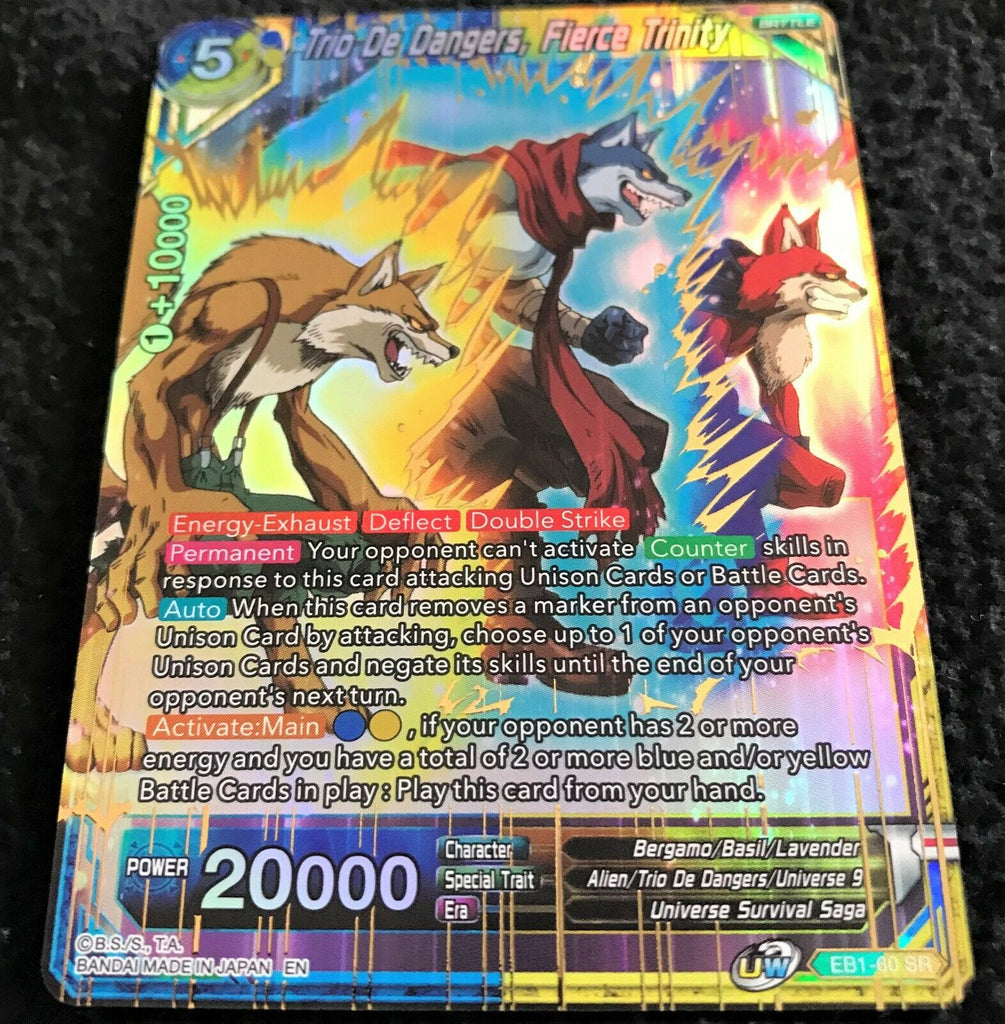 5
Trio De Dangers, Fierce Trinity
BATTLE
1 +10000
Energy-Exhaust Deflect Double Strike
Permanent Your opponent can't activate Counter skills in
response to this card attacking Unison Cards or Battle Cards.
Auto When this card removes a marker from an opponent's
Unison Card by attacking, choose up to 1 of your opponent's
Unison Cards and negate its skills until the end of your
opponent's next turn.
Activate:Main , if your opponent has 2 or more
energy and you have a total of 2 or more blue and/or yellow
Battle Cards in play : Play this card from your hand.
POWER 20000
Character Bergamo/Basil/Lavender
Special Trait Alien/Trio De Dangers/Universe 9
Era Universe Survival Saga
©B.S./S., T.A.
BANDAI MADE IN JAPAN EN
UW
EB1-60 SR